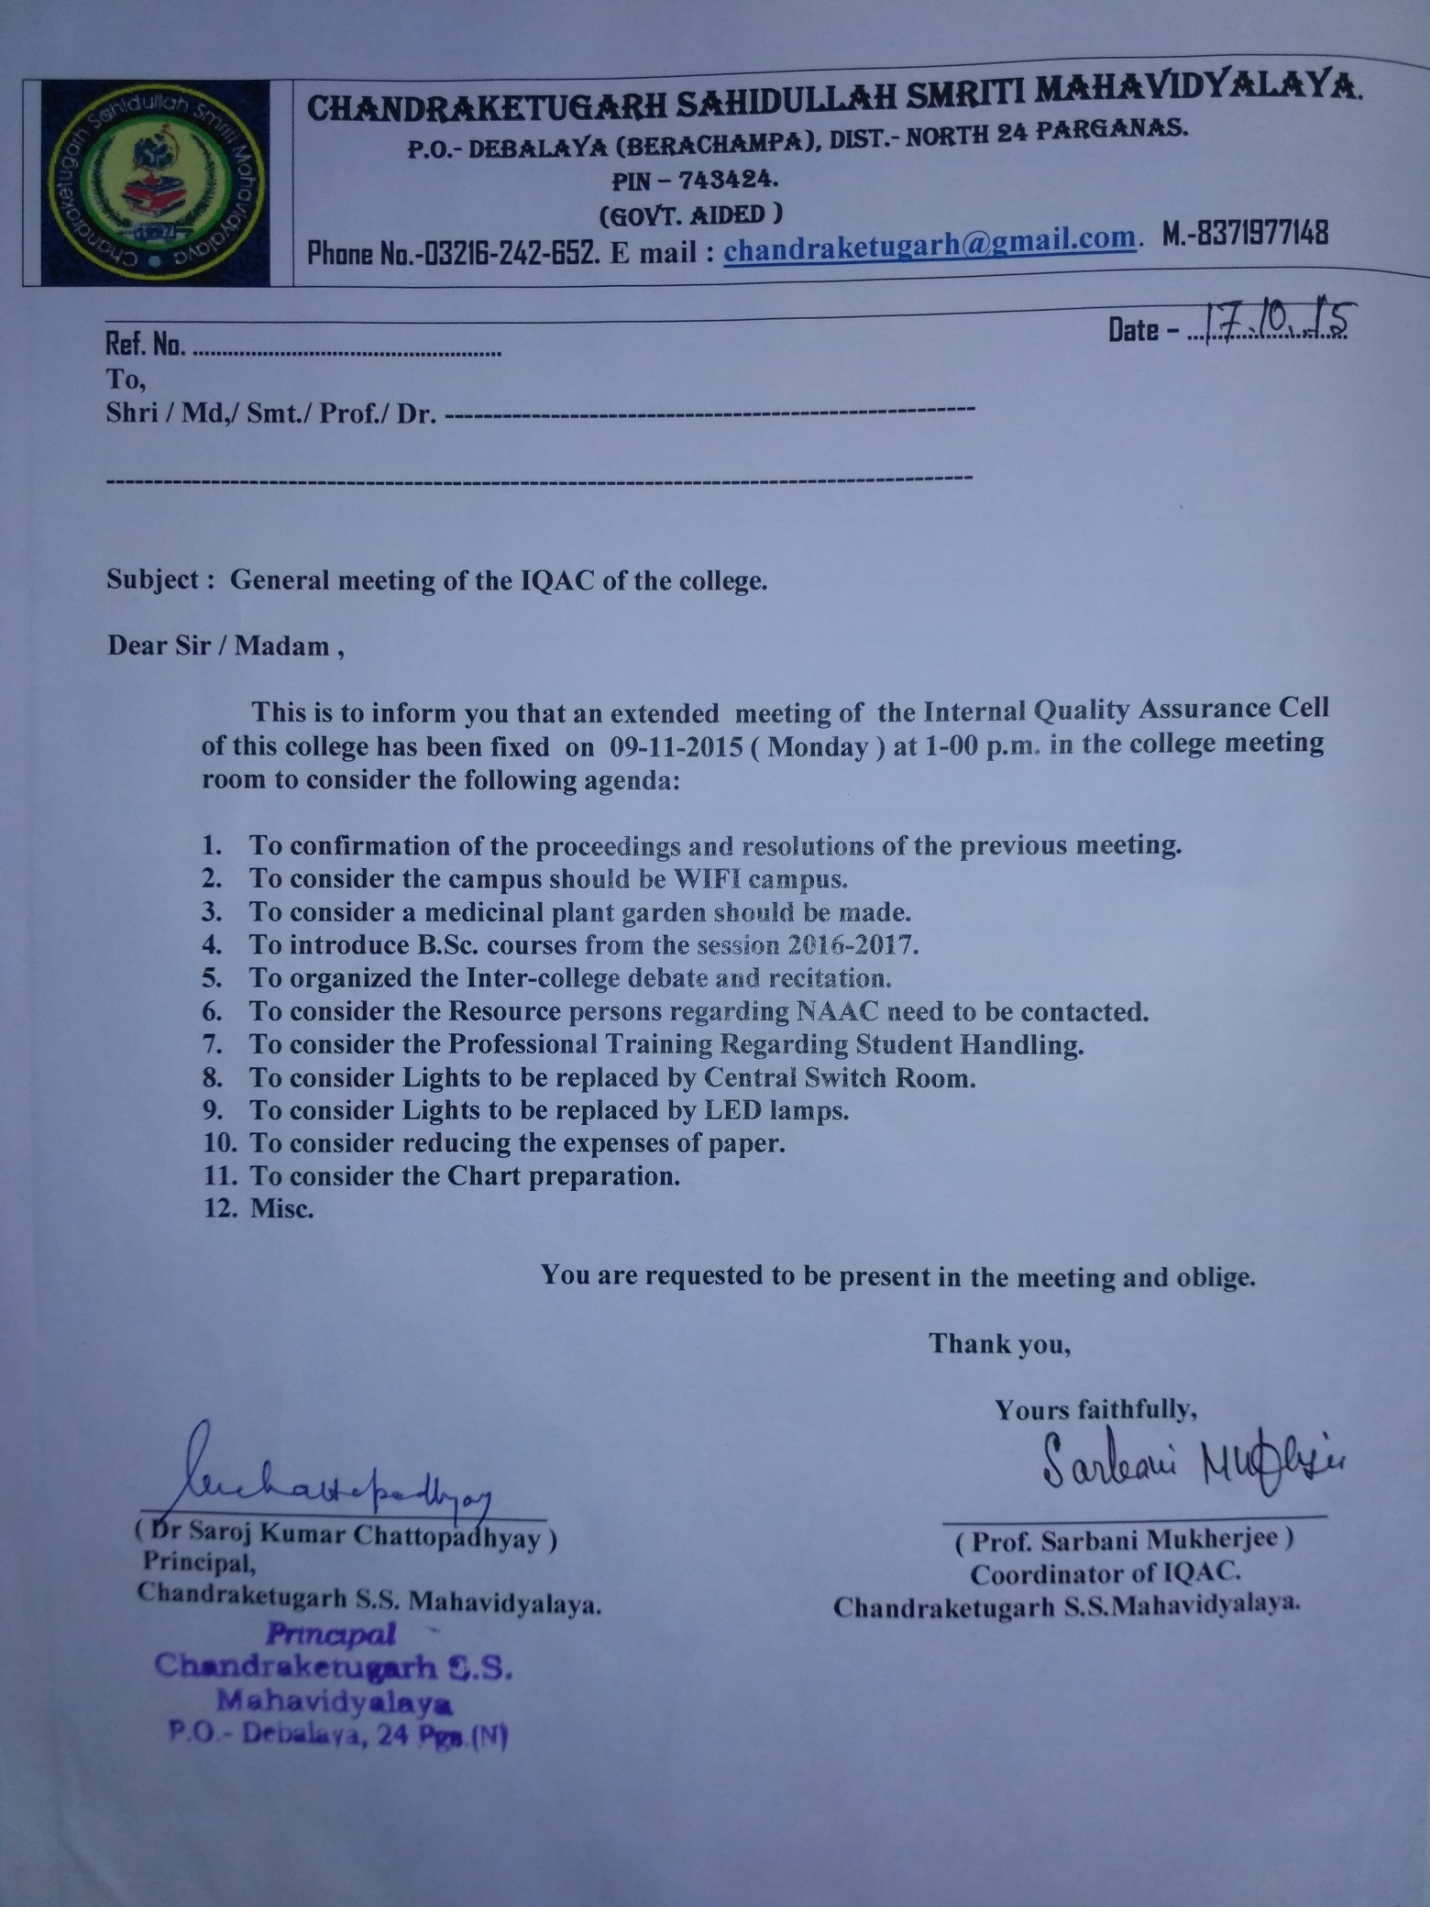 Chandraketugarh Sahidullah Smriti Mahavidyalaya
CHANDRAKETUGARH SAHIDULLAH SMRITI MAHAVIDYALAYA.
P.O.- DEBALAYA (BERACHAMPA), DIST.- NORTH 24 PARGANAS.
PIN – 743424.
(GOVT. AIDED )
Phone No.-03216-242-652. E mail : chandraketugarh@gmail.com. M.-8371977148
Ref. No. ....................................................
Date - ...17.10.15
To,
Shri / Md,/ Smt./ Prof./ Dr. --------------------------------------------------------
--------------------------------------------------------------------------------------------
Subject : General meeting of the IQAC of the college.
Dear Sir / Madam ,
This is to inform you that an extended meeting of the Internal Quality Assurance Cell
of this college has been fixed on 09-11-2015 ( Monday ) at 1-00 p.m. in the college meeting
room to consider the following agenda:
1. To confirmation of the proceedings and resolutions of the previous meeting.
2. To consider the campus should be WIFI campus.
3. To consider a medicinal plant garden should be made.
4. To introduce B.Sc. courses from the session 2016-2017.
5. To organized the Inter-college debate and recitation.
6. To consider the Resource persons regarding NAAC need to be contacted.
7. To consider the Professional Training Regarding Student Handling.
8. To consider Lights to be replaced by Central Switch Room.
9. To consider Lights to be replaced by LED lamps.
10. To consider reducing the expenses of paper.
11. To consider the Chart preparation.
12. Misc.
You are requested to be present in the meeting and oblige.
Thank you,
Yours faithfully,
Sarbani Mukherjee
( Dr Saroj Kumar Chattopadhyay )
Principal,
Chandraketugarh S.S. Mahavidyalaya.
( Prof. Sarbani Mukherjee )
Coordinator of IQAC.
Chandraketugarh S.S.Mahavidyalaya.
Principal
Chandraketugarh S.S.
Mahavidyalaya
P.O.- Debalaya, 24 Pgs.(N)